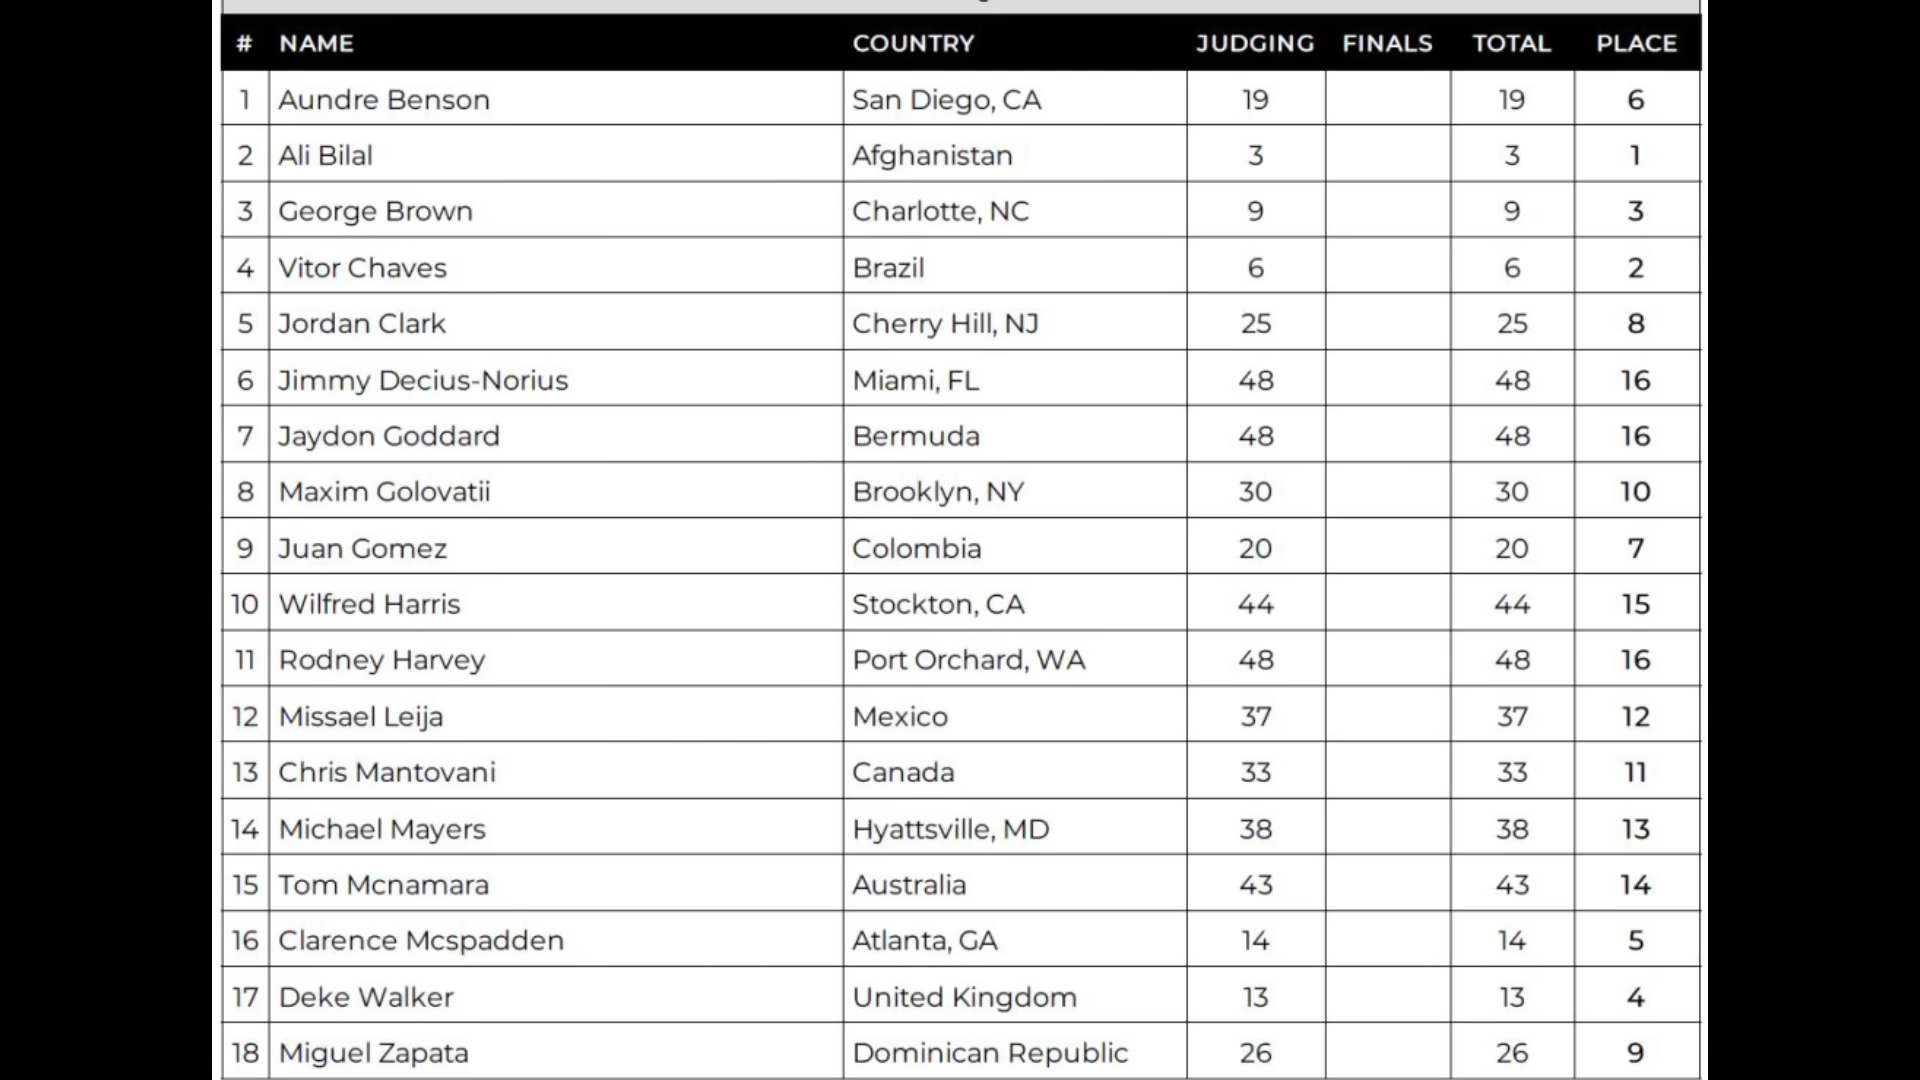 # NAME COUNTRY JUDGING FINALS TOTAL PLACE
1 Aundre Benson San Diego, CA 19 19 6
2 Ali Bilal Afghanistan 3 3 1
3 George Brown Charlotte, NC 9 9 3
4 Vitor Chaves Brazil 6 6 2
5 Jordan Clark Cherry Hill, NJ 25 25 8
6 Jimmy Decius-Norius Miami, FL 48 48 16
7 Jaydon Goddard Bermuda 48 48 16
8 Maxim Golovatii Brooklyn, NY 30 30 10
9 Juan Gomez Colombia 20 20 7
10 Wilfred Harris Stockton, CA 44 44 15
11 Rodney Harvey Port Orchard, WA 48 48 16
12 Missael Leija Mexico 37 37 12
13 Chris Mantovani Canada 33 33 11
14 Michael Mayers Hyattsville, MD 38 38 13
15 Tom Mcnamara Australia 43 43 14
16 Clarence Mcspadden Atlanta, GA 14 14 5
17 Deke Walker United Kingdom 13 13 4
18 Miguel Zapata Dominican Republic 26 26 9